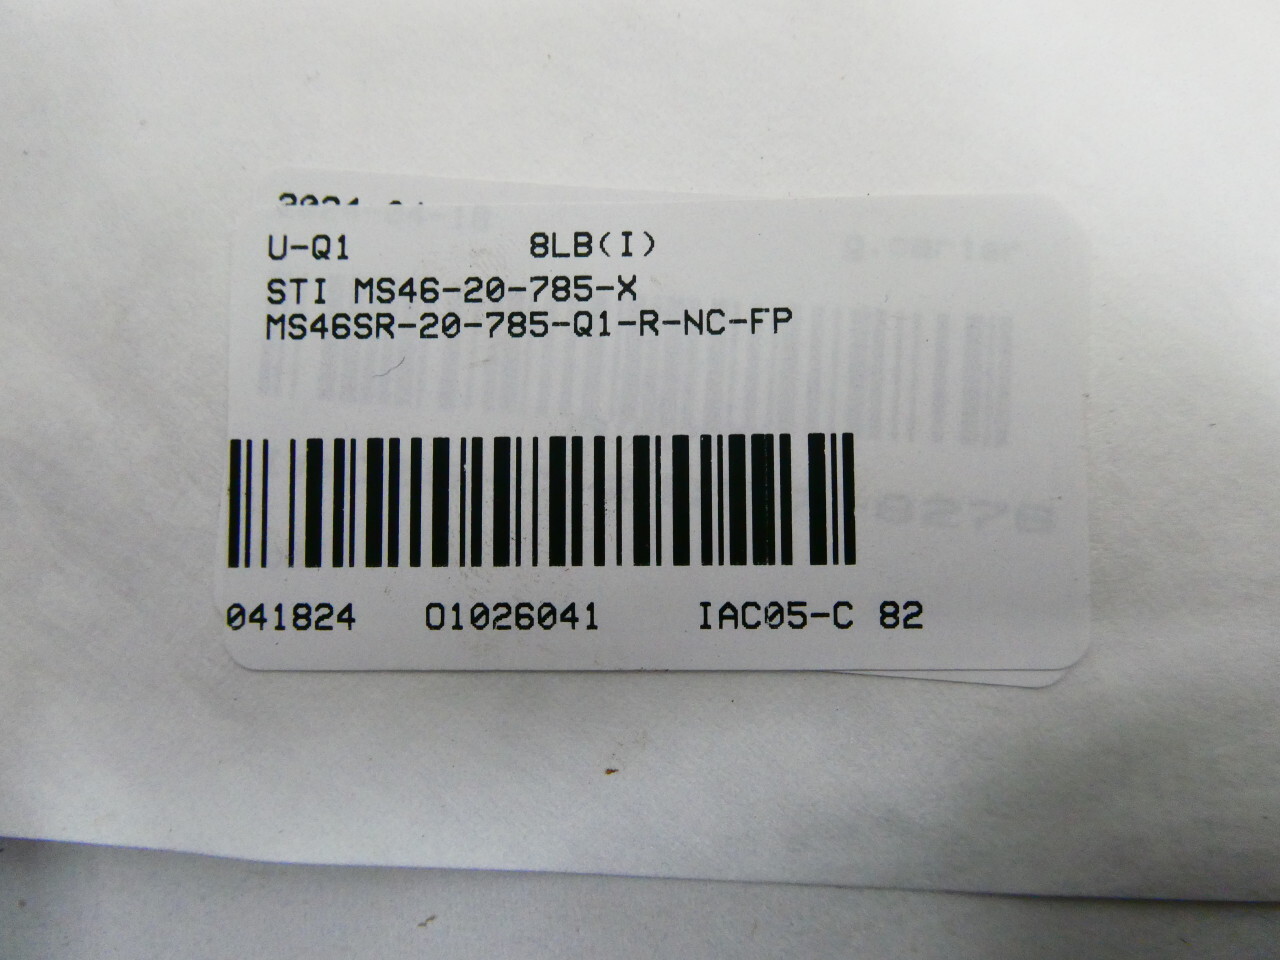 U-Q1 8LB(I)
STI MS46-20-785-X
MS46SR-20-785-Q1-R-NC-FP
041824 01026041 IAC05-C 82